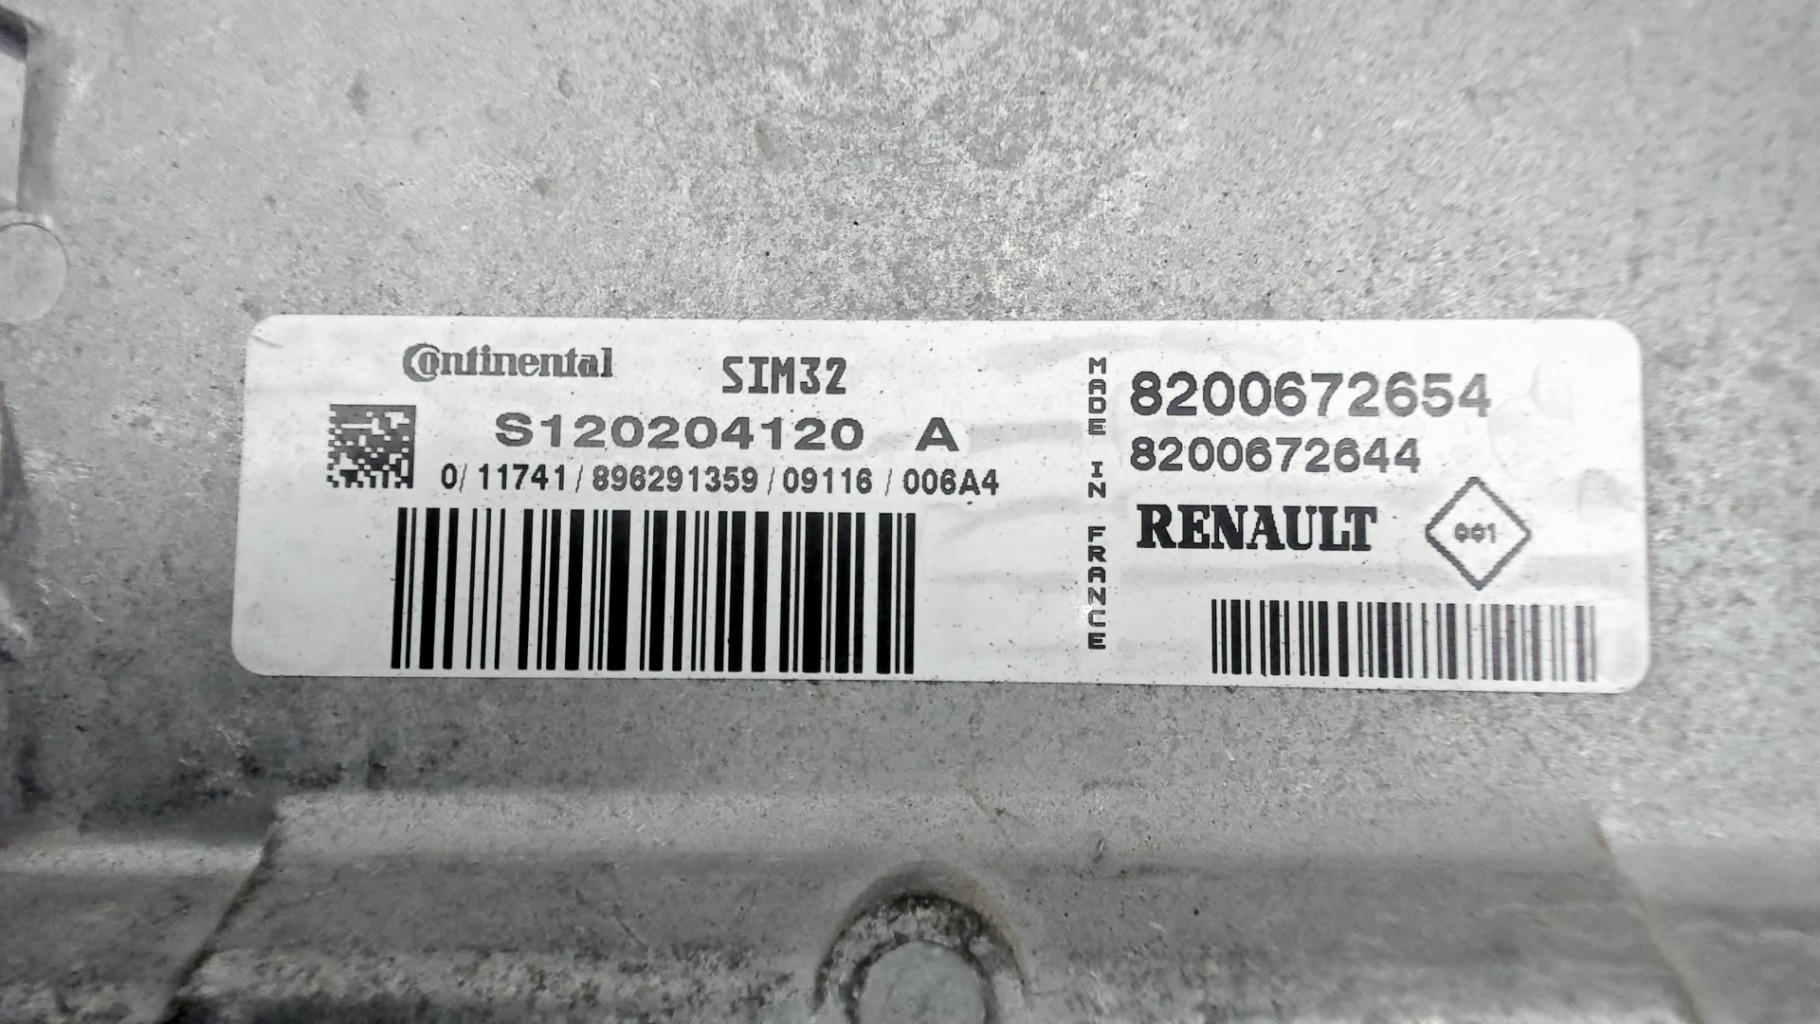 Continental SIM32
S120204120 A
0/11741/896291359/09116/006A4
MADE IN FRANCE
8200672654
8200672644
RENAULT
001